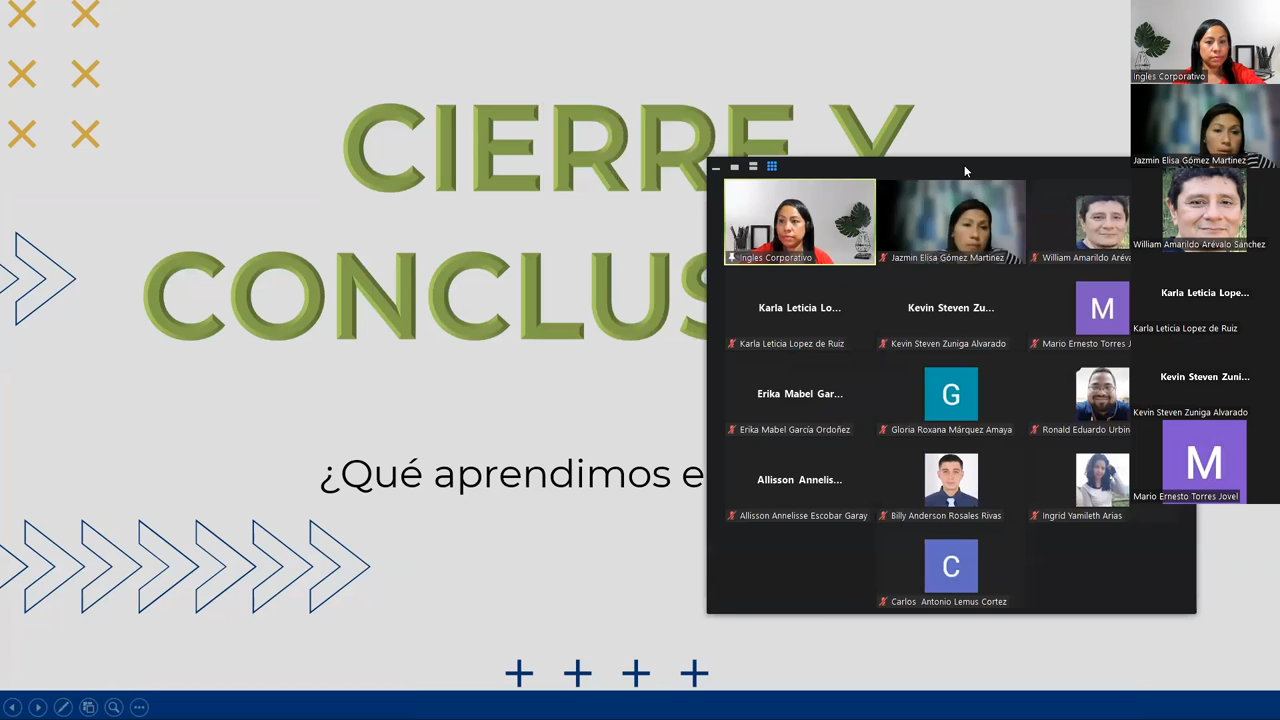 CIERRE Y
CONCLUS
¿Qué aprendimos e
Ingles Corporativo
Jazmin Elisa Gómez Martinez
William Amarildo Aréva
Karla Leticia Lo...
Karla Leticia Lopez de Ruiz
Kevin Steven Zu...
Kevin Steven Zuniga Alvarado
M
Mario Ernesto Torres J
Erika Mabel Gar...
Erika Mabel García Ordoñez
G
Gloria Roxana Márquez Amaya
Ronald Eduardo Urbin
Allisson Annelis...
Allisson Annelisse Escobar Garay
Billy Anderson Rosales Rivas
Ingrid Yamileth Arias
C
Carlos Antonio Lemus Cortez
Ingles Corporativo
Jazmin Elisa Gómez Martinez
William Amarildo Arévalo Sánchez
Karla Leticia Lope...
Karla Leticia Lopez de Ruiz
Kevin Steven Zuni...
Kevin Steven Zuniga Alvarado
M
Mario Ernesto Torres Jovel